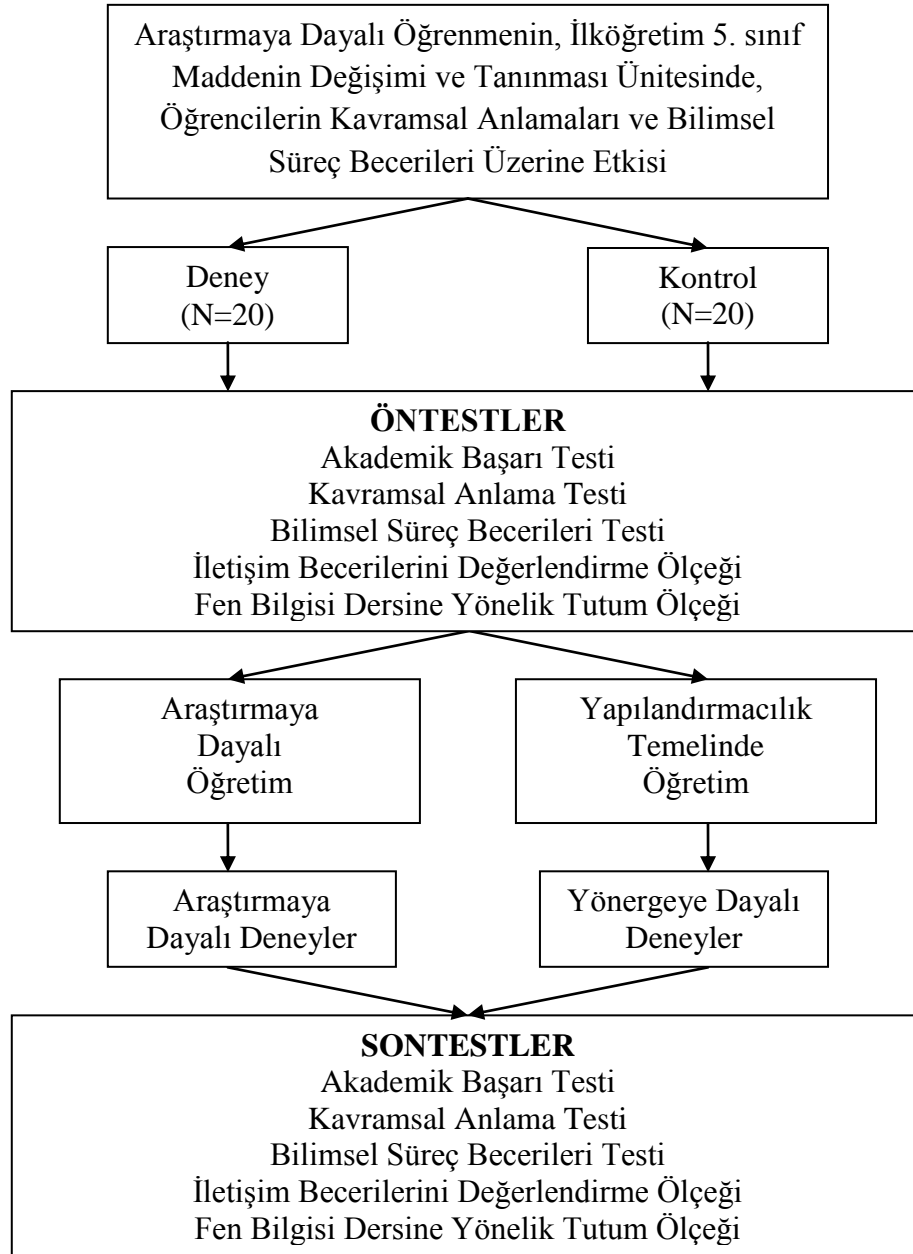 Araştırmaya Dayalı Öğrenmenin, İlköğretim 5. sınıf
Maddenin Değişimi ve Tanınması Ünitesinde,
Öğrencilerin Kavramsal Anlamaları ve Bilimsel
Süreç Becerileri Üzerine Etkisi
Deney
(N=20)
Kontrol
(N=20)
ÖNTESTLER
Akademik Başarı Testi
Kavramsal Anlama Testi
Bilimsel Süreç Becerileri Testi
İletişim Becerilerini Değerlendirme Ölçeği
Fen Bilgisi Dersine Yönelik Tutum Ölçeği
Araştırmaya
Dayalı
Öğretim
Yapılandırmacılık
Temelinde
Öğretim
Araştırmaya
Dayalı Deneyler
Yönergeye Dayalı
Deneyler
SONTESTLER
Akademik Başarı Testi
Kavramsal Anlama Testi
Bilimsel Süreç Becerileri Testi
İletişim Becerilerini Değerlendirme Ölçeği
Fen Bilgisi Dersine Yönelik Tutum Ölçeği